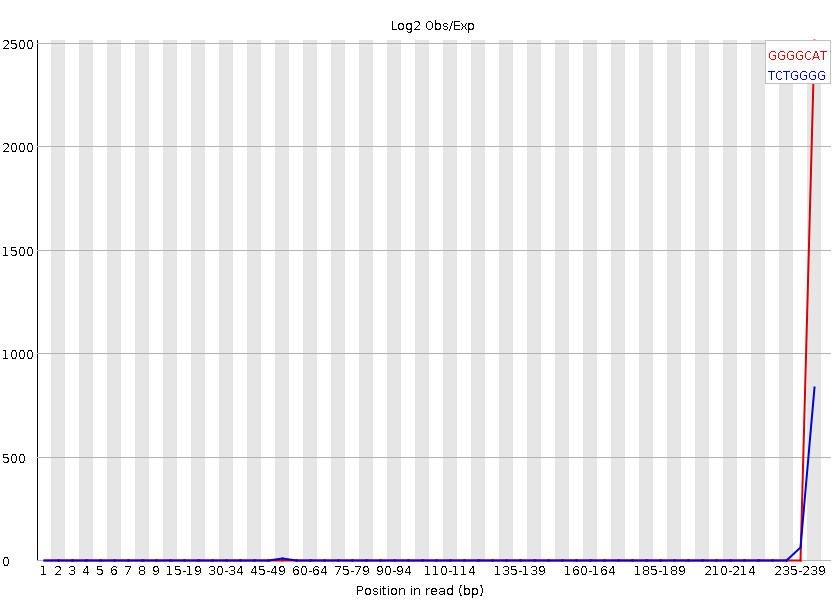 Log2 Obs/Exp
GGGGCAT
TCTGGGG
2500
2000
1500
1000
500
0
1 2 3 4 5 6 7 8 9 15-19 30-34 45-49 60-64 75-79 90-94 110-114 135-139 160-164 185-189 210-214 235-239
Position in read (bp)